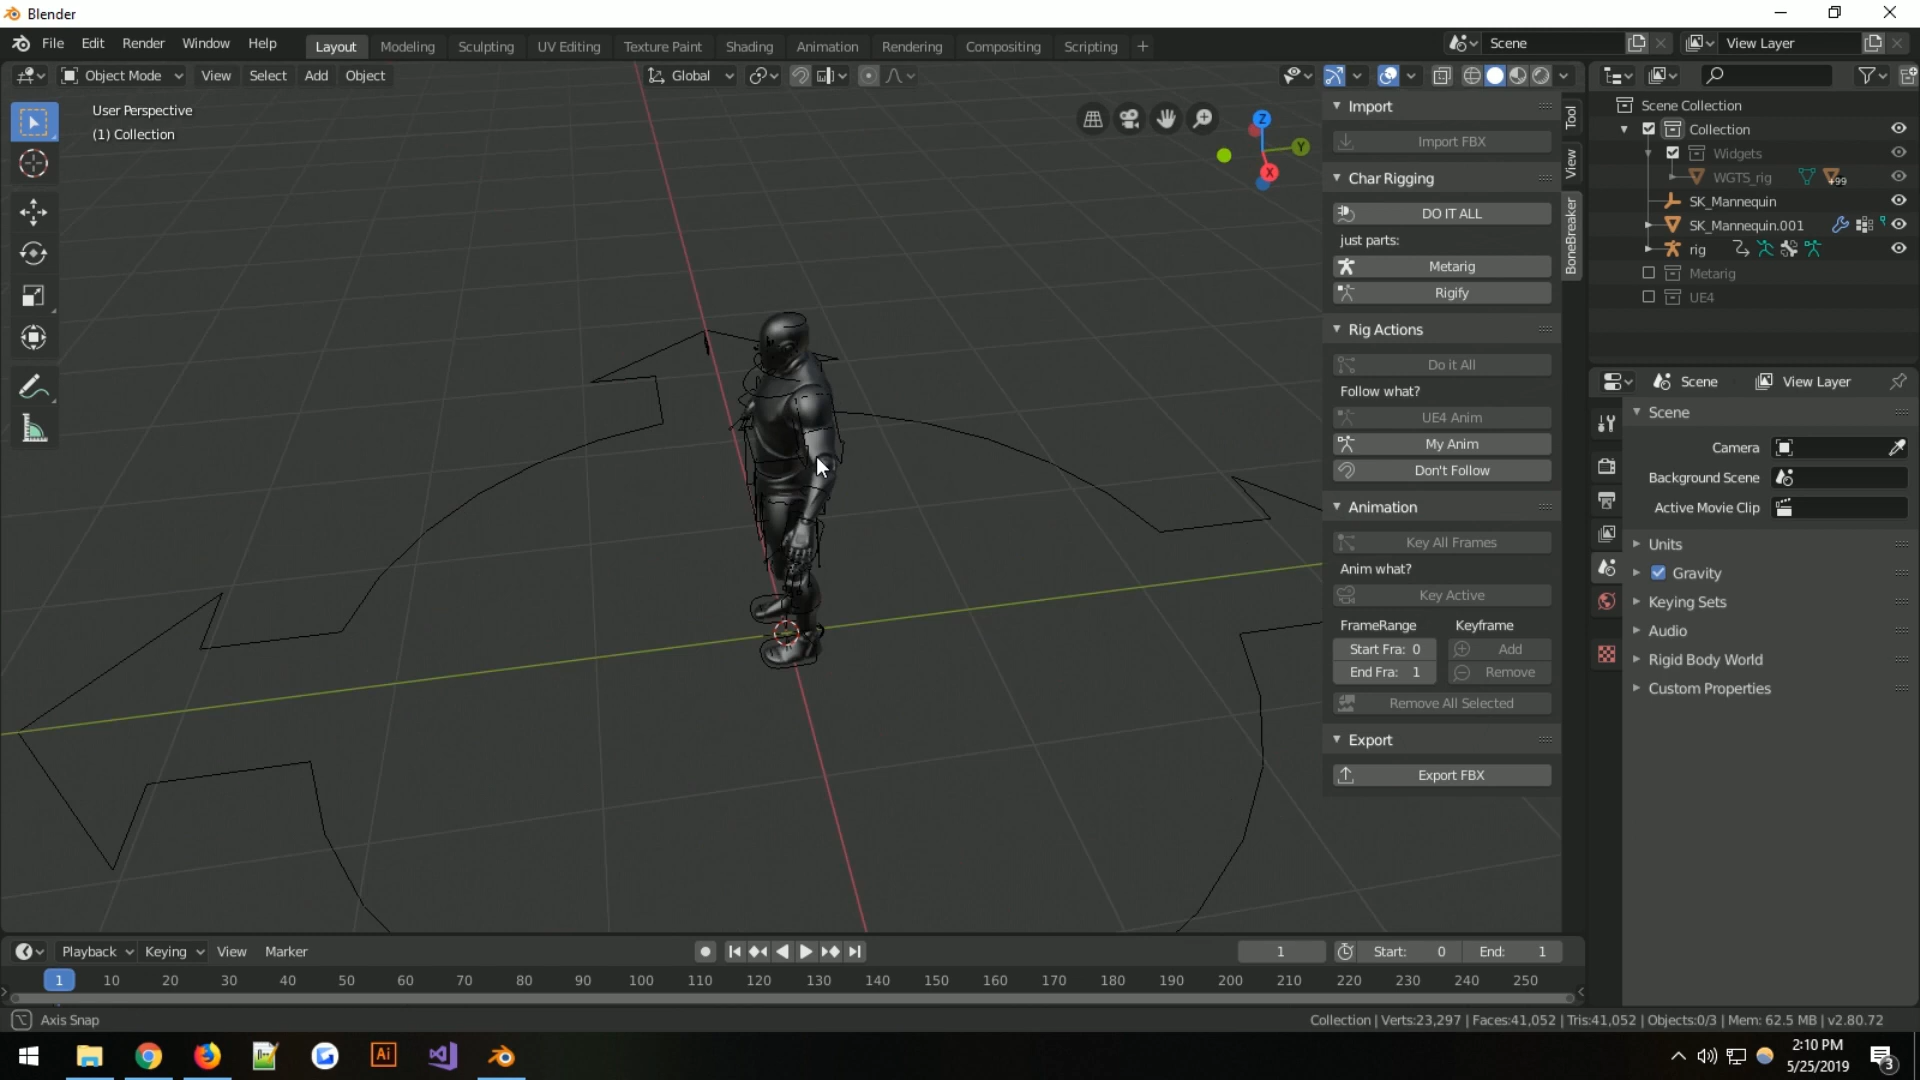 Blender
File Edit Render Window Help Layout Modeling Sculpting UV Editing Texture Paint Shading Animation Rendering Compositing Scripting + Scene View Layer
Object Mode View Select Add Object Global
User Perspective
(1) Collection
Z
Y
X
Import
Import FBX
Char Rigging
DO IT ALL
just parts:
Metarig
Rigify
Rig Actions
Do it All
Follow what?
UE4 Anim
My Anim
Don't Follow
Animation
Key All Frames
Anim what?
Key Active
FrameRange Keyframe
Start Fra: 0 Add
End Fra: 1 Remove
Remove All Selected
Export
Export FBX
Tool
View
BoneBreaker
Scene Collection
Collection
Widgets
WGTS_rig +99
SK_Mannequin
SK_Mannequin.001
rig
Metarig
UE4
Scene View Layer
Scene
Camera
Background Scene
Active Movie Clip
Units
Gravity
Keying Sets
Audio
Rigid Body World
Custom Properties
Playback Keying View Marker 1 Start: 0 End: 1
1 10 20 30 40 50 60 70 80 90 100 110 120 130 140 150 160 170 180 190 200 210 220 230 240 250
Axis Snap
Collection | Verts:23,297 | Faces:41,052 | Tris:41,052 | Objects:0/3 | Mem: 62.5 MB | v2.80.72
Ai
2:10 PM
5/25/2019
3